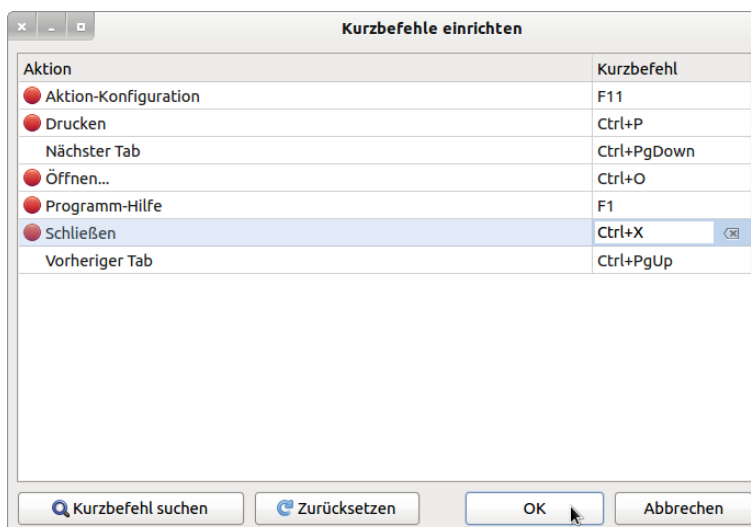 Kurzbefehle einrichten
Aktion Kurzbefehl
Aktion-Konfiguration F11
Drucken Ctrl+P
Nächster Tab Ctrl+PgDown
Öffnen... Ctrl+O
Programm-Hilfe F1
Schließen Ctrl+X
Vorheriger Tab Ctrl+PgUp
Kurzbefehl suchen Zurücksetzen OK Abbrechen